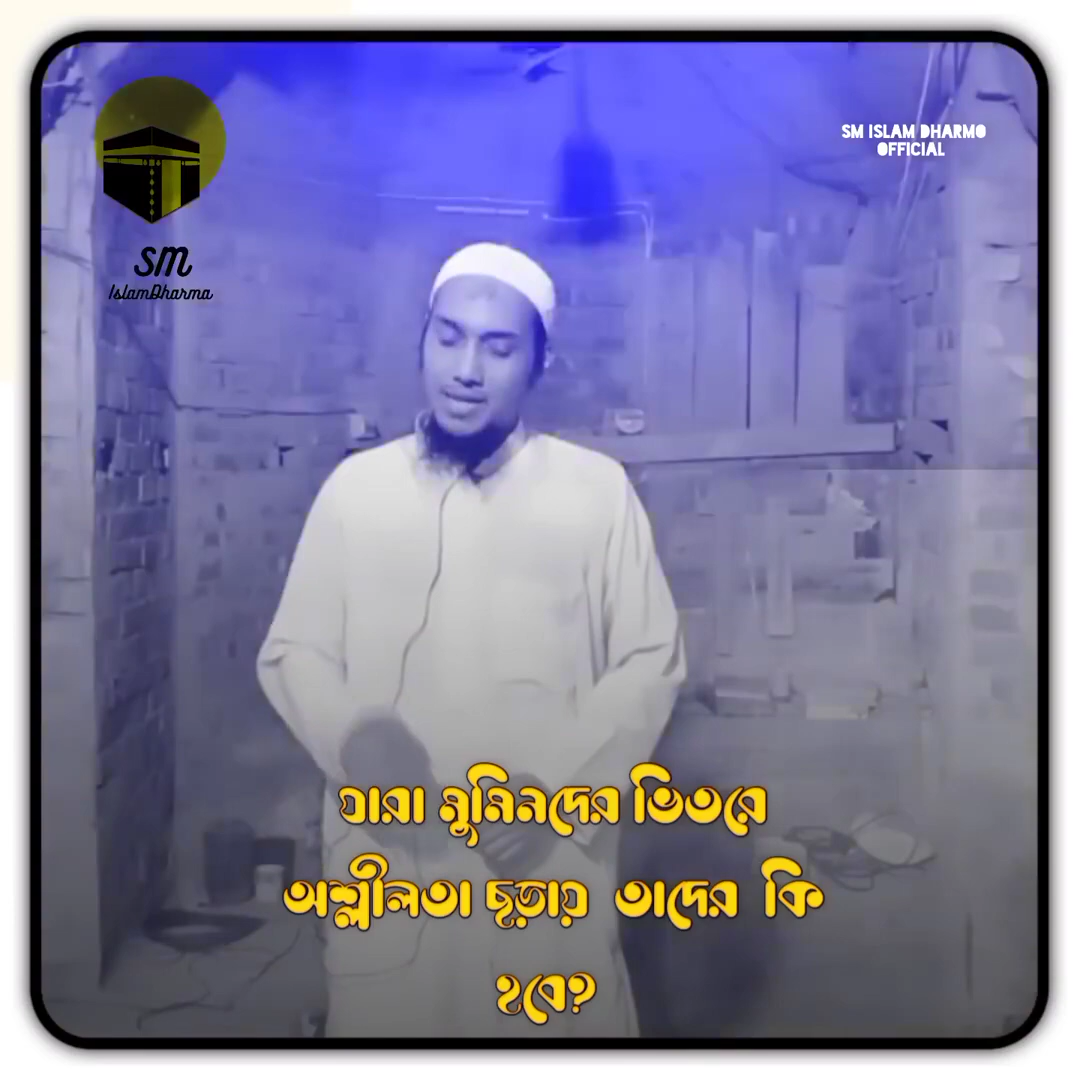 SM ISLAM DHARMO
OFFICIAL
SM
IslamDharma
যারা মুমিনদের ভিতরে
অশ্লীলতা ছড়ায় তাদের কি
হবে?